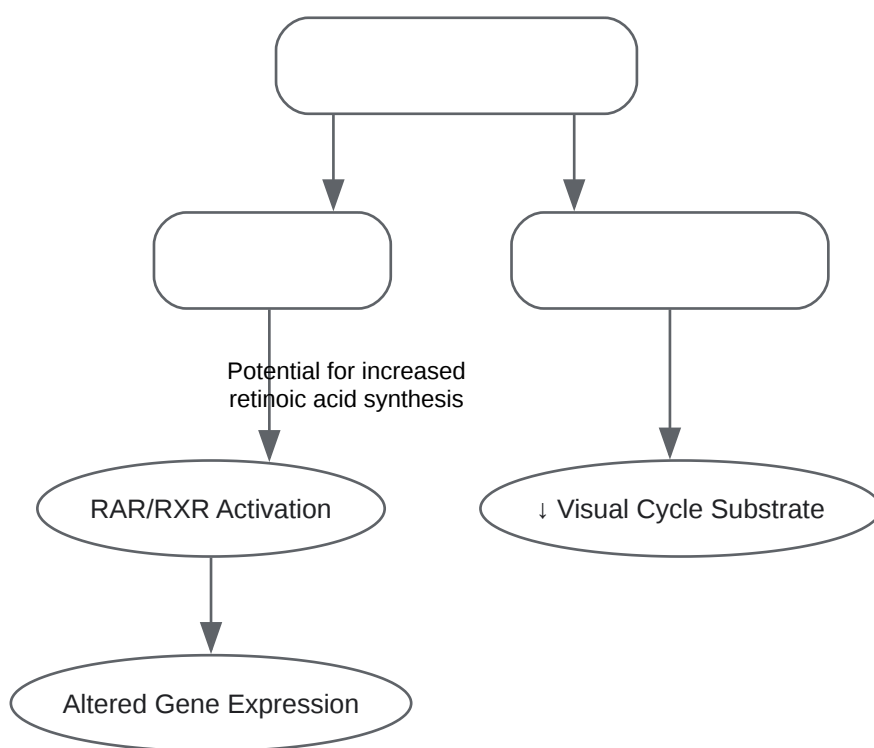 Potential for increased
retinoic acid synthesis
RAR/RXR Activation
↓ Visual Cycle Substrate
Altered Gene Expression